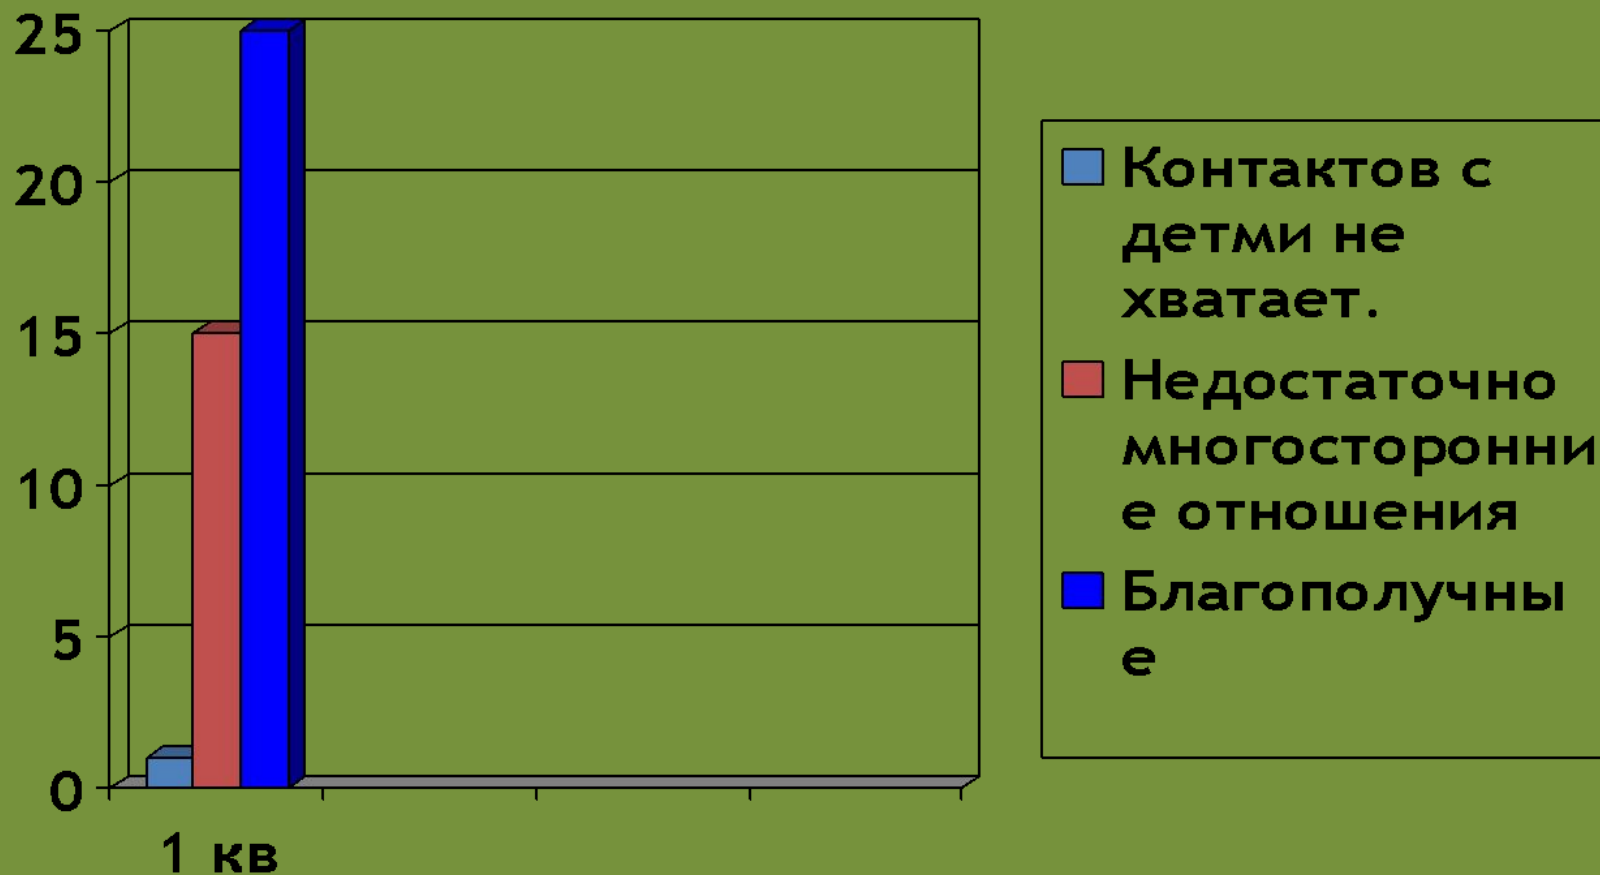 25
20
15
10
5
0
1 кв
Контактов с
детми не
хватает.
Недостаточно
многосторонни
е отношения
Благополучны
е